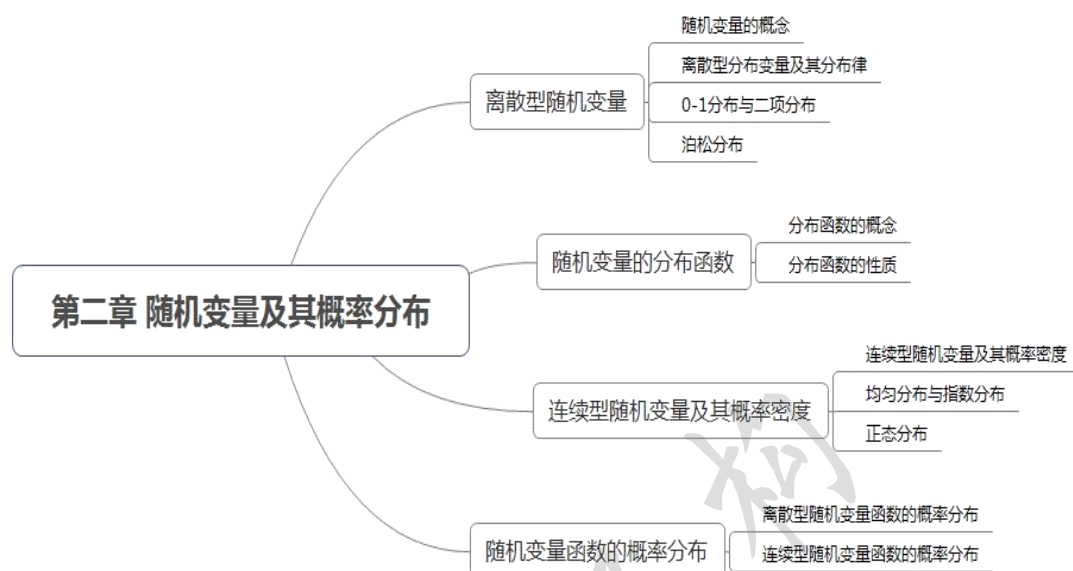 第二章 随机变量及其概率分布
离散型随机变量
随机变量的概念
离散型分布变量及其分布律
0-1分布与二项分布
泊松分布
随机变量的分布函数
分布函数的概念
分布函数的性质
连续型随机变量及其概率密度
连续型随机变量及其概率密度
均匀分布与指数分布
正态分布
随机变量函数的概率分布
离散型随机变量函数的概率分布
连续型随机变量函数的概率分布